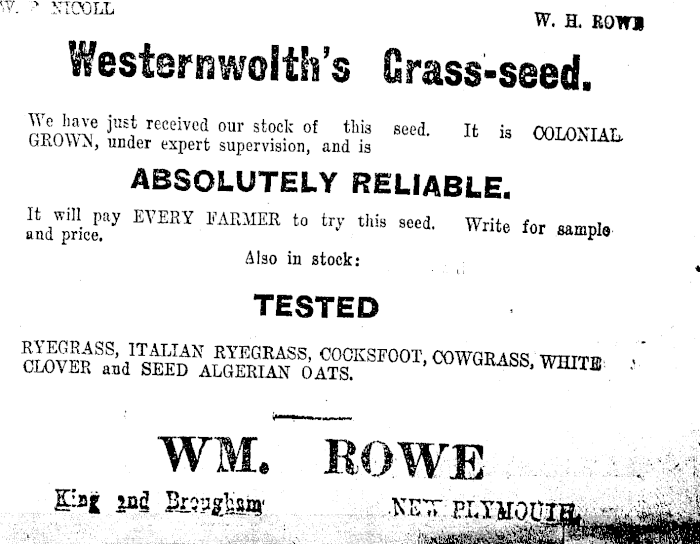 W. P. NICOLL W. H. ROWE
Westernwolth's Grass-seed.
We have just received our stock of this seed. It is COLONIAL
GROWN, under expert supervision, and is
ABSOLUTELY RELIABLE.
It will pay EVERY FARMER to try this seed. Write for sample
and price.
Also in stock:
TESTED
RYEGRASS, ITALIAN RYEGRASS, COCKSFOOT, COWGRASS, WHITE
CLOVER and SEED ALGERIAN OATS.
WM. ROWE
King and Brougham NEW PLYMOUTH.